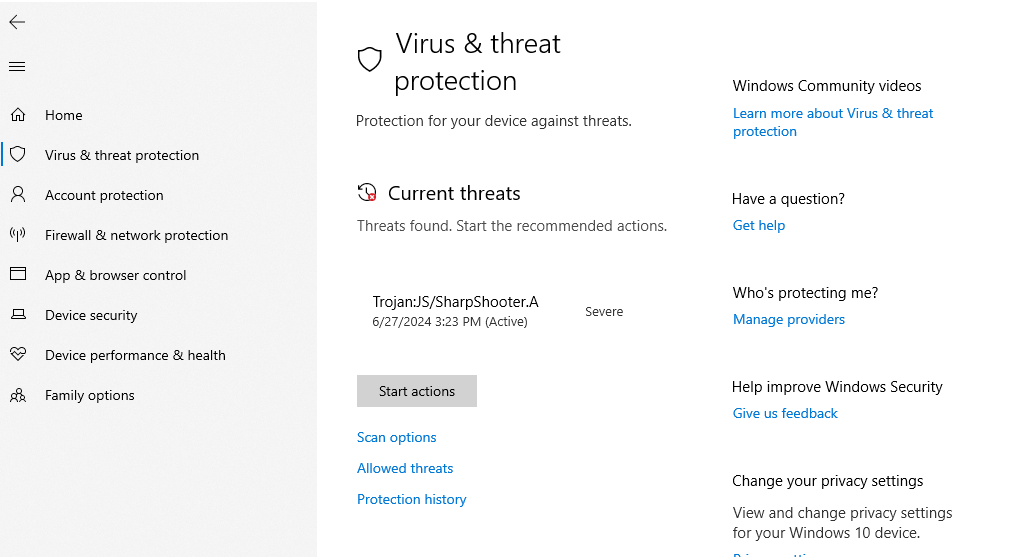 Home
Virus & threat protection
Account protection
Firewall & network protection
App & browser control
Device security
Device performance & health
Family options
Virus & threat
protection
Protection for your device against threats.
Current threats
Threats found. Start the recommended actions.
Trojan:JS/SharpShooter.A
6/27/2024 3:23 PM (Active)
Severe
Start actions
Scan options
Allowed threats
Protection history
Windows Community videos
Learn more about Virus & threat
protection
Have a question?
Get help
Who's protecting me?
Manage providers
Help improve Windows Security
Give us feedback
Change your privacy settings
View and change privacy settings
for your Windows 10 device.